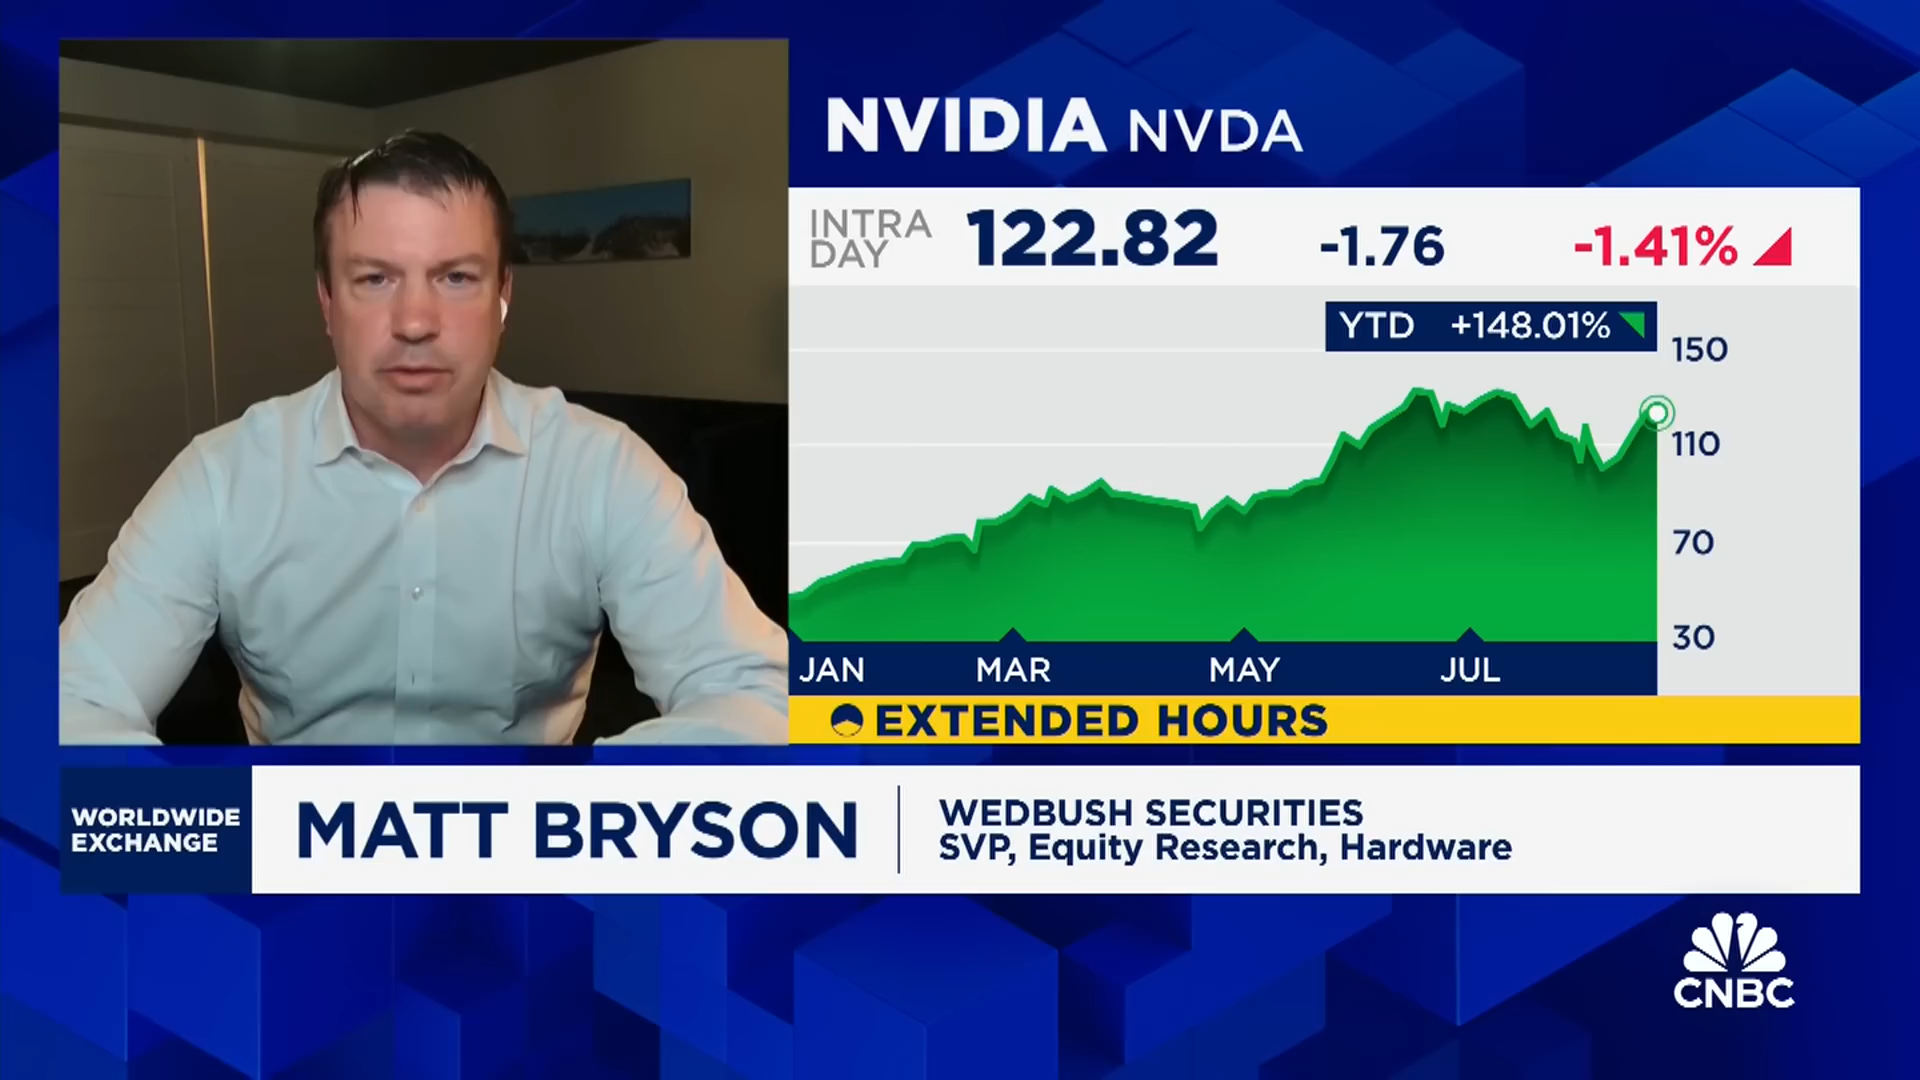 NVIDIA NVDA
INTRA
DAY
122.82 -1.76 -1.41%
YTD +148.01%
150
110
70
30
JAN MAR MAY JUL
EXTENDED HOURS
WORLDWIDE
EXCHANGE
MATT BRYSON
WEDBUSH SECURITIES
SVP, Equity Research, Hardware
CNBC